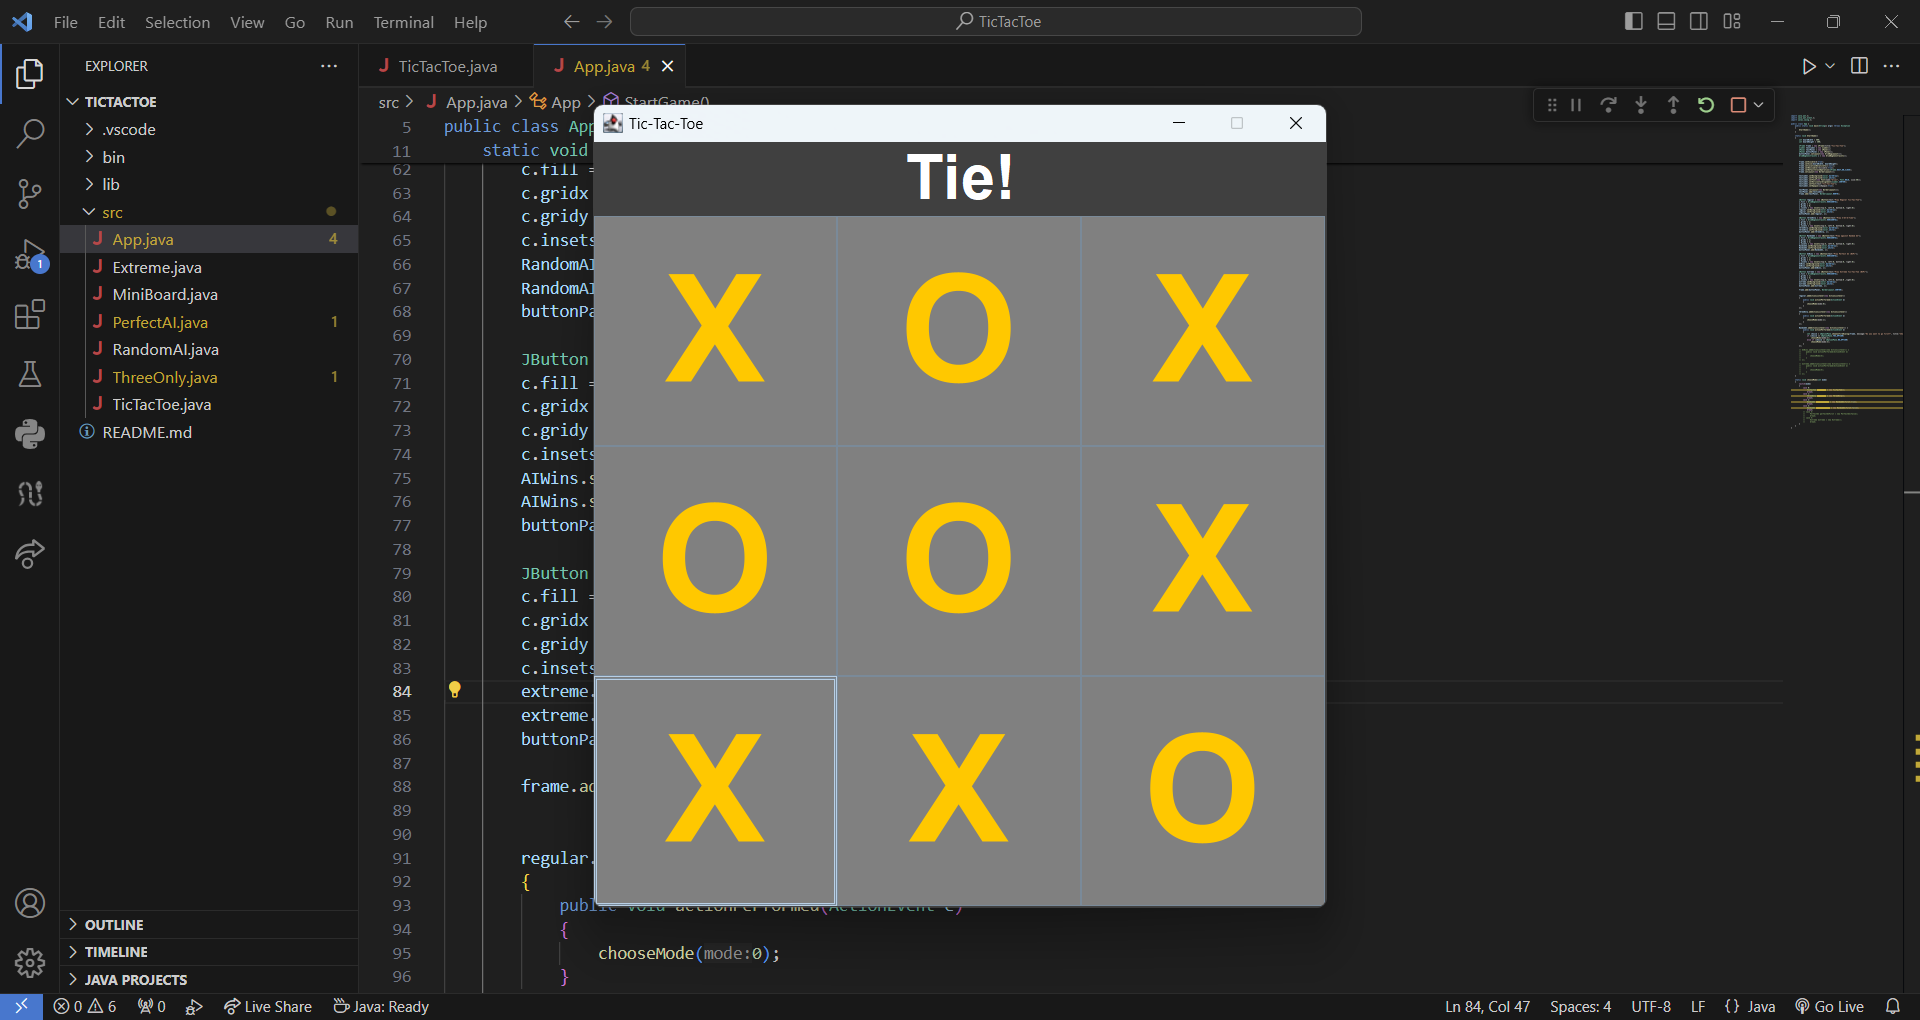 File Edit Selection View Go Run Terminal Help
TicTacToe
EXPLORER
TICTACTOE
.vscode
bin
lib
src
App.java 4
Extreme.java
MiniBoard.java
PerfectAI.java 1
RandomAI.java
ThreeOnly.java 1
TicTacToe.java
README.md
OUTLINE
TIMELINE
JAVA PROJECTS
1
TicTacToe.java
App.java 4
src > App.java > App > StartGame()
5 public class App
11 static void
62 c.fill =
63 c.gridx
64 c.gridy
65 c.insets
66 RandomAI
67 RandomAI
68 buttonPa
69
70 JButton
71 c.fill =
72 c.gridx
73 c.gridy
74 c.insets
75 AIWins.s
76 AIWins.s
77 buttonPa
78
79 JButton
80 c.fill =
81 c.gridx
82 c.gridy
83 c.insets
84 extreme.
85 extreme.
86 buttonPa
87
88 frame.ad
89
90
91 regular.
92 {
93 public void actionPerformed(ActionEvent e)
94 {
95 chooseMode(mode:0);
96 }
Tic-Tac-Toe
Tie!
X O X
O O X
X X O
0 6 0 Live Share Java: Ready
Ln 84, Col 47 Spaces: 4 UTF-8 LF {} Java Go Live